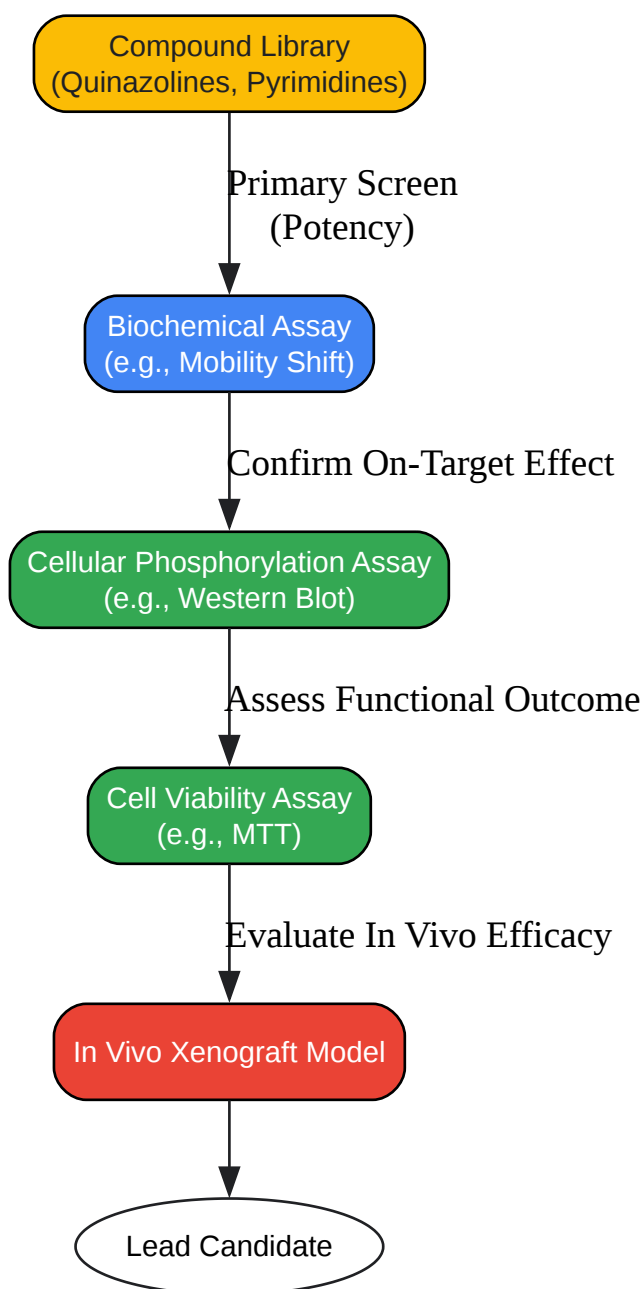 Compound Library
(Quinazolines, Pyrimidines)
Primary Screen
(Potency)
Biochemical Assay
(e.g., Mobility Shift)
Confirm On-Target Effect
Cellular Phosphorylation Assay
(e.g., Western Blot)
Assess Functional Outcome
Cell Viability Assay
(e.g., MTT)
Evaluate In Vivo Efficacy
In Vivo Xenograft Model
Lead Candidate